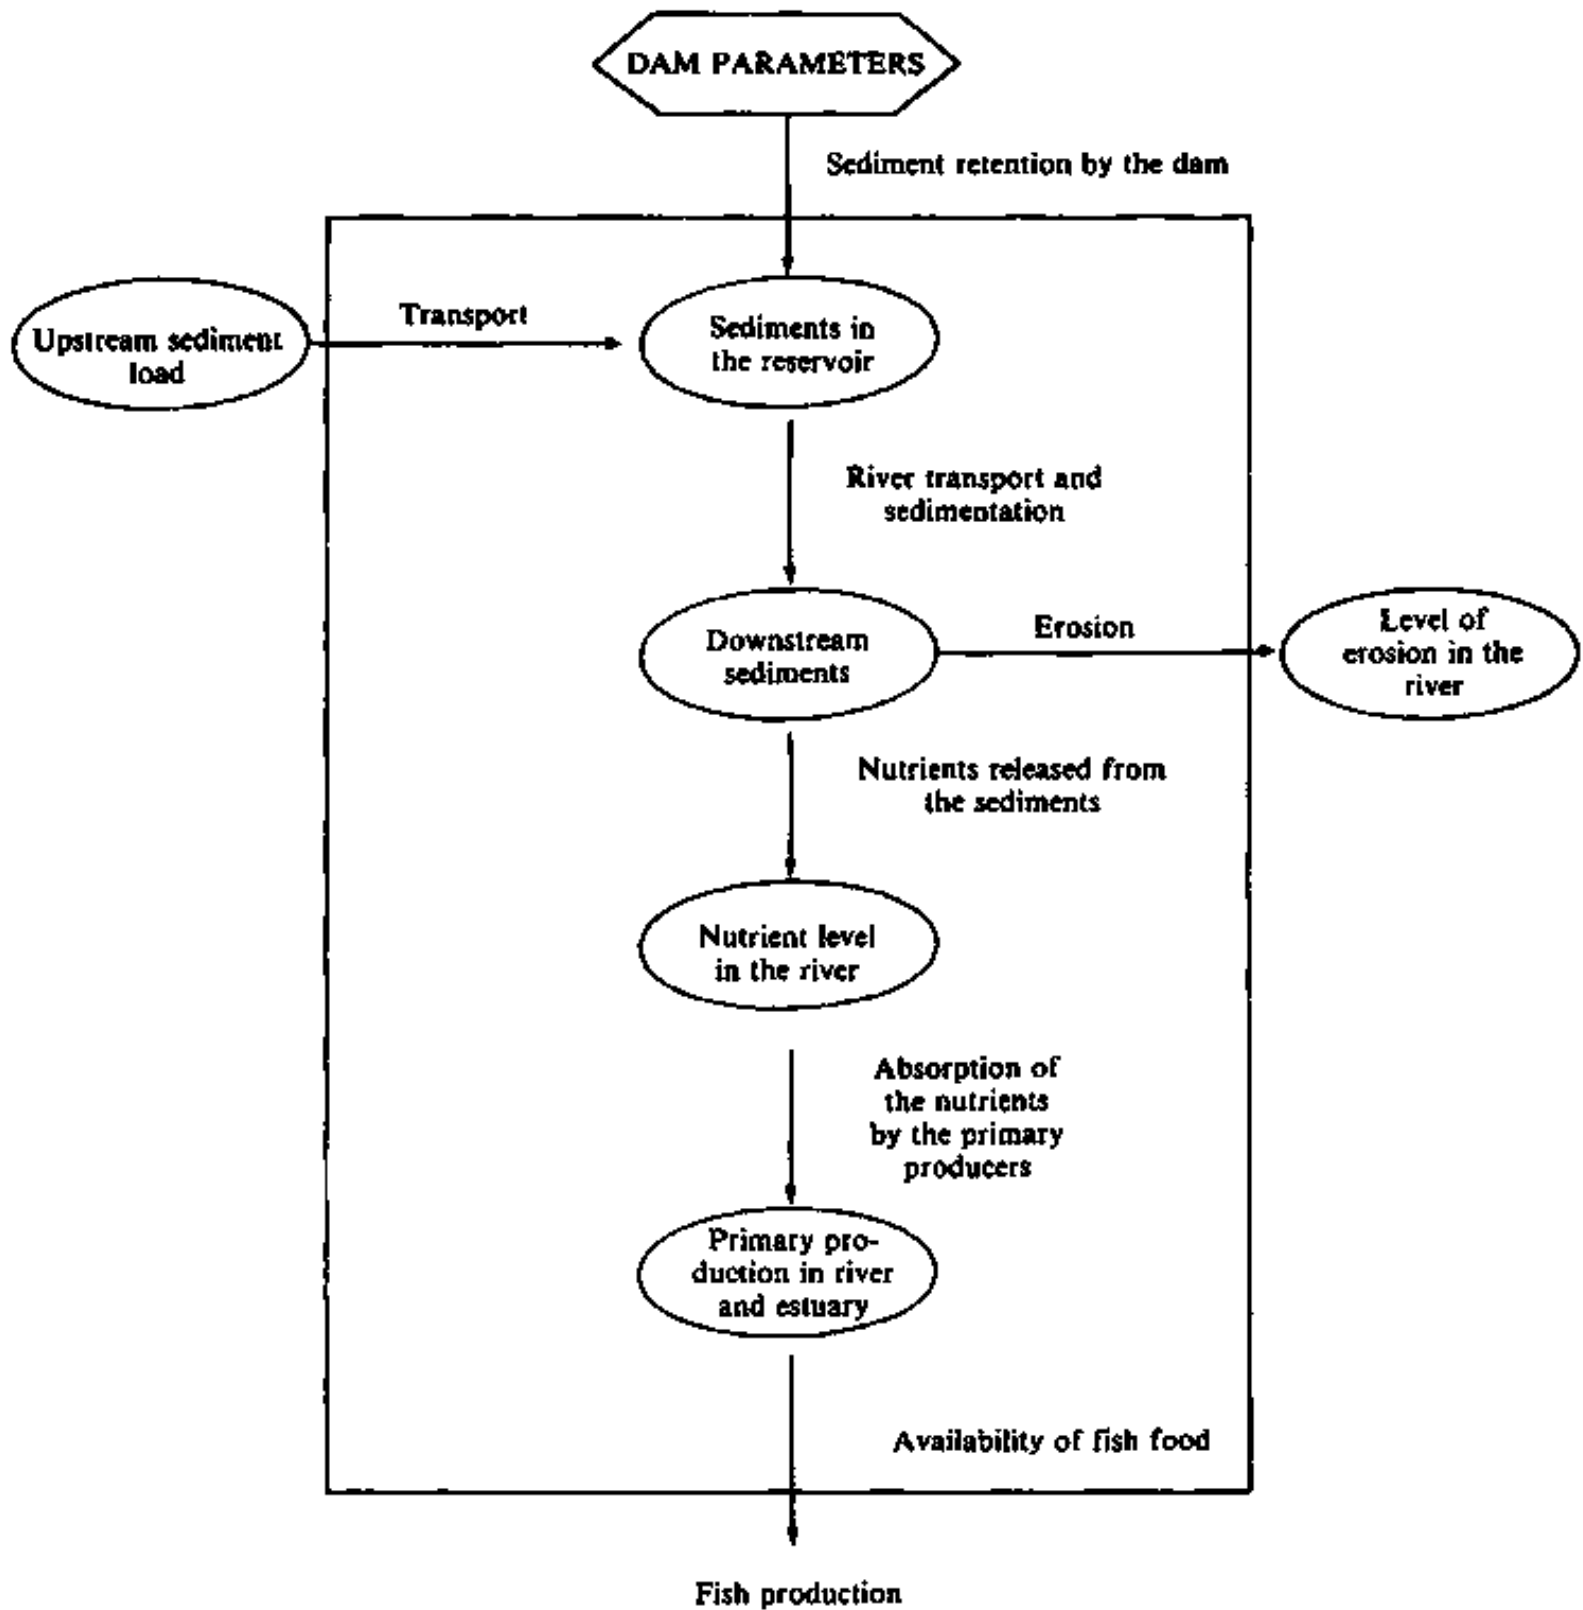 DAM PARAMETERS
Sediment retention by the dam
Upstream sediment
load
Transport
Sediments in
the reservoir
River transport and
sedimentation
Downstream
sediments
Erosion
Level of
erosion in the
river
Nutrients released from
the sediments
Nutrient level
in the river
Absorption of
the nutrients
by the primary
producers
Primary pro-
duction in river
and estuary
Availability of fish food
Fish production